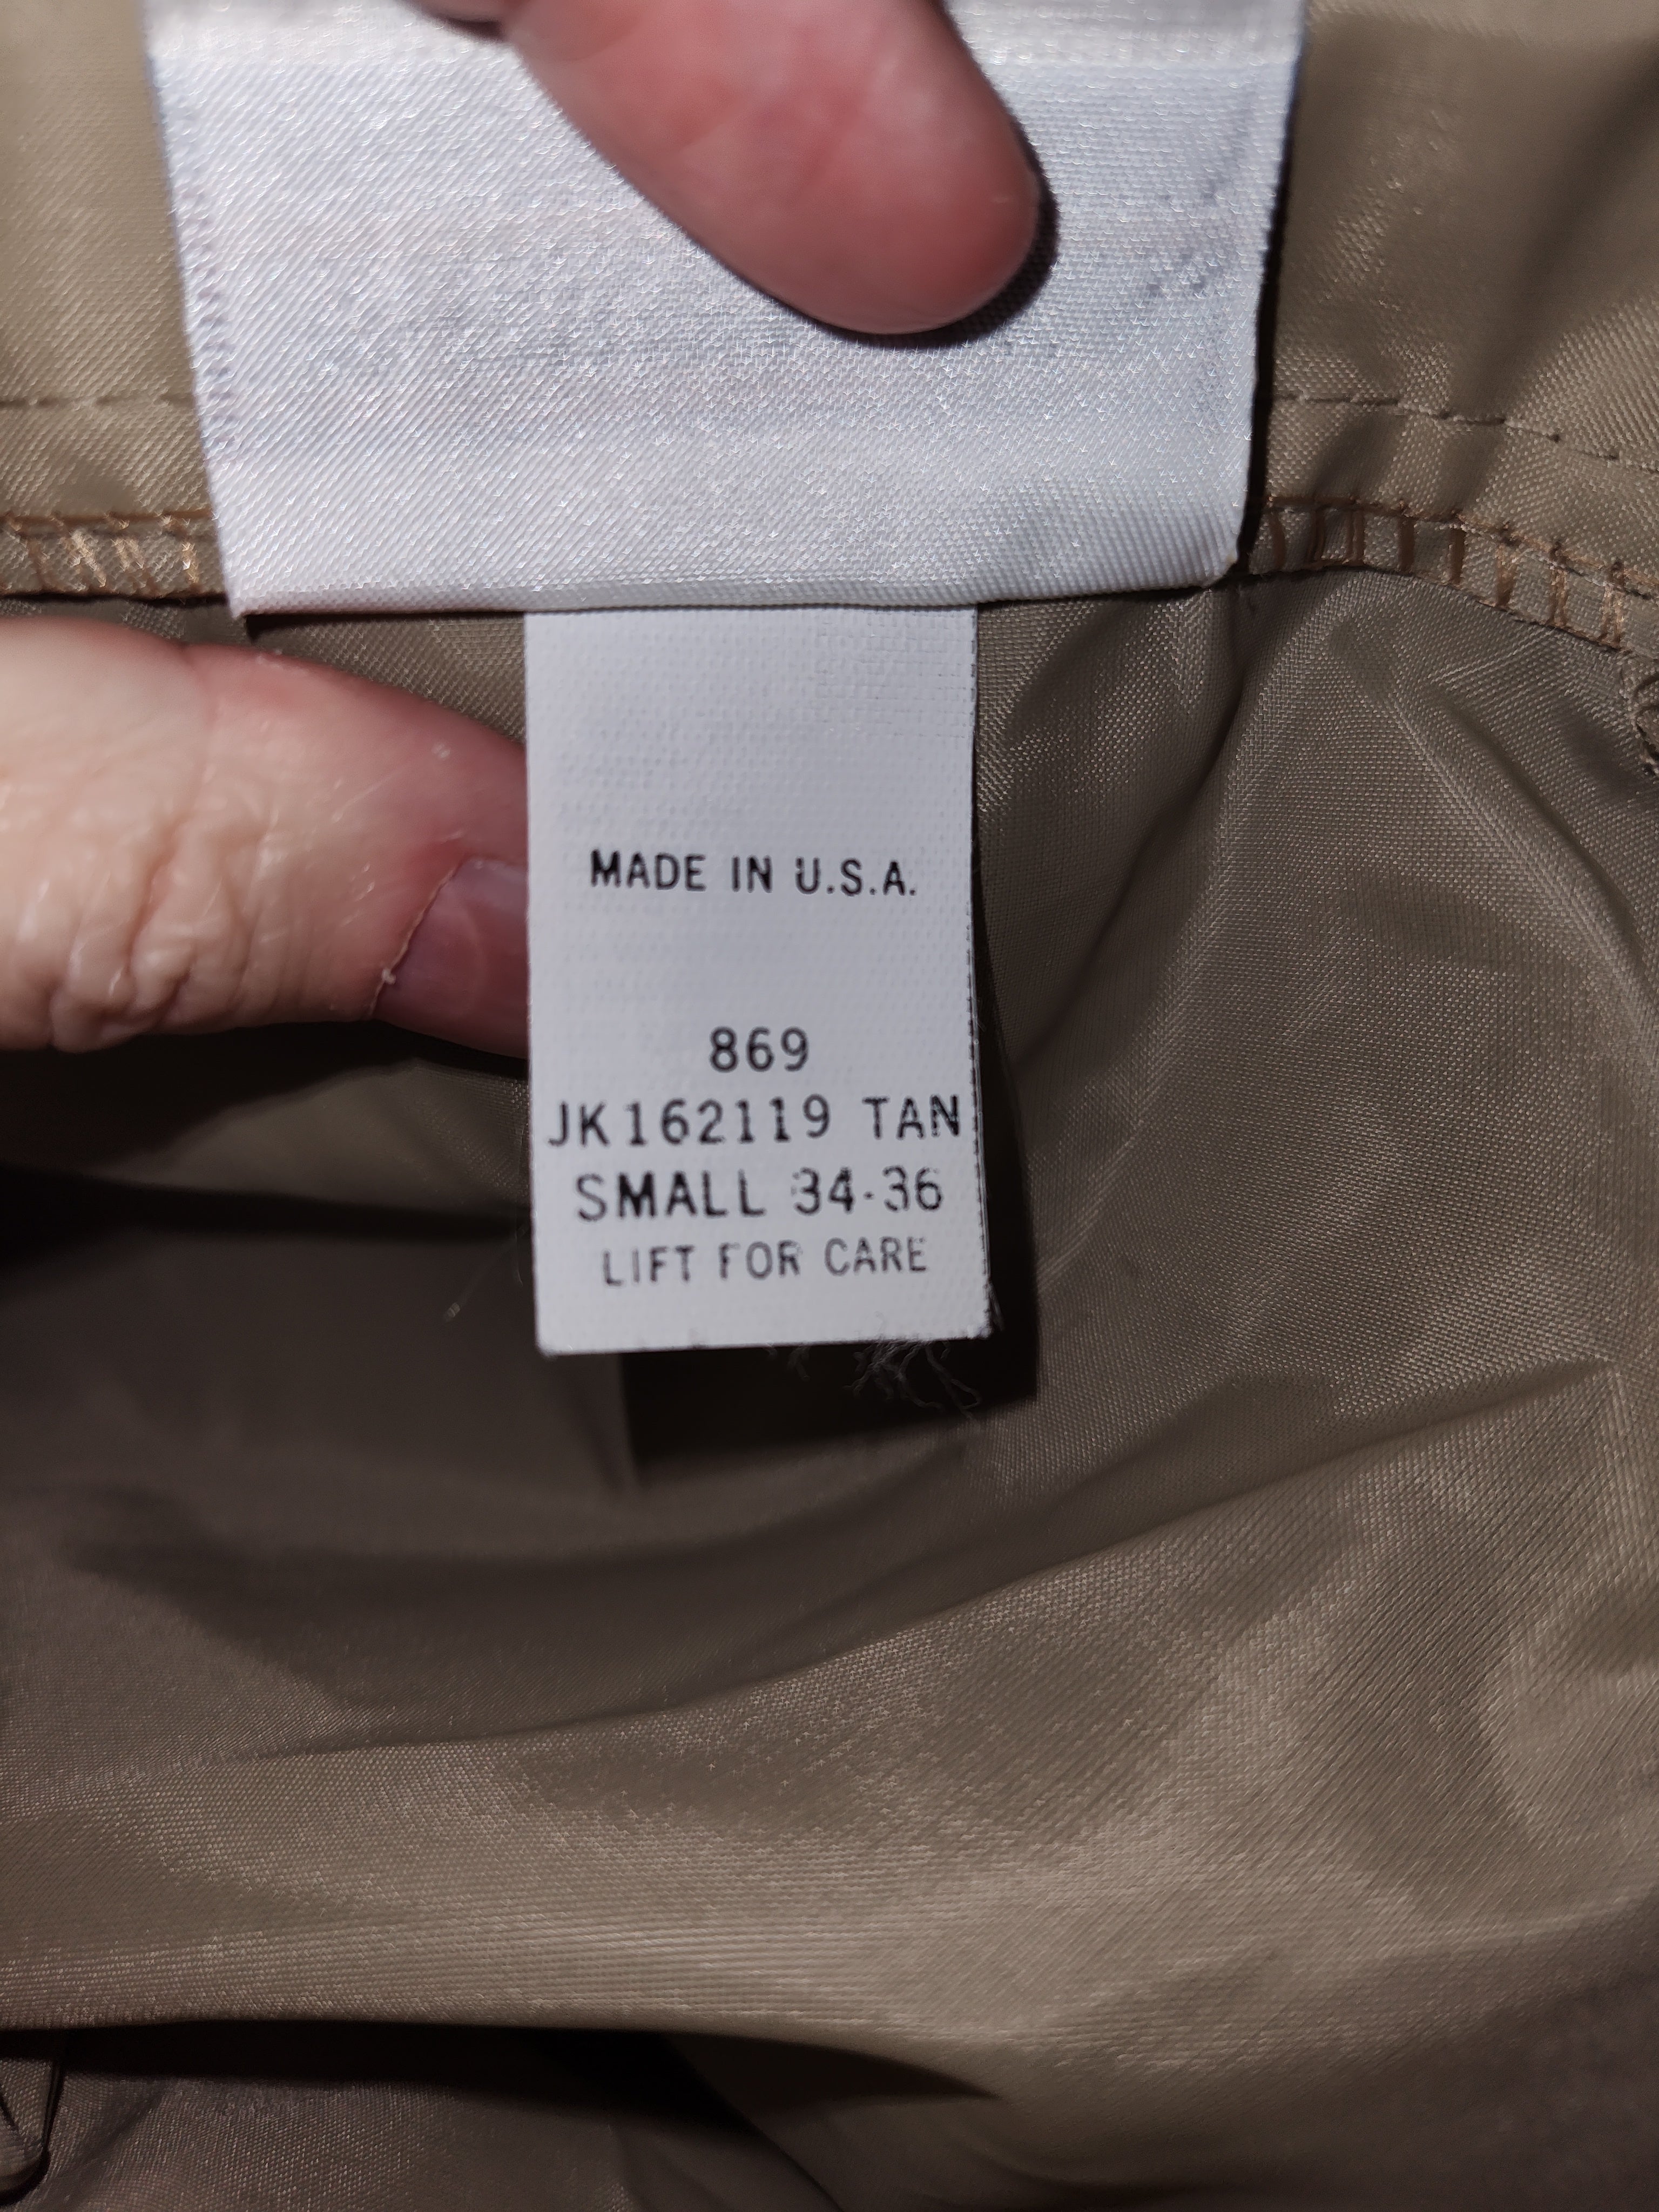 MADE IN U.S.A.
869
JK162119 TAN
SMALL 34-36
LIFT FOR CARE